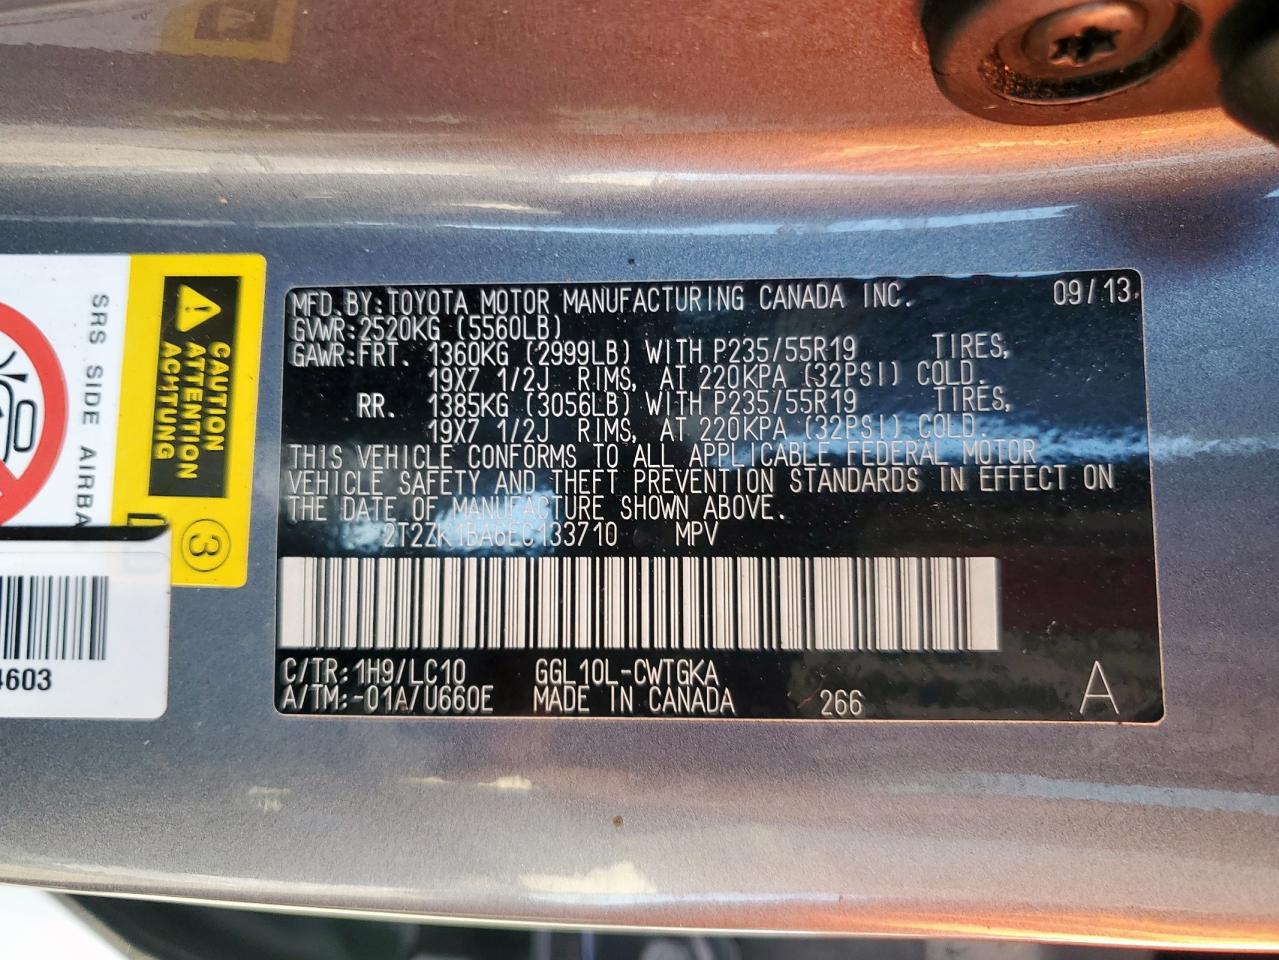 MFD.BY:TOYOTA MOTOR MANUFACTURING CANADA INC. 09/13
GVWR:2520KG (5560LB)
GAWR:FRT. 1360KG (2999LB) WITH P235/55R19 TIRES,
19X7 1/2J RIMS, AT 220KPA (32PSI) COLD.
RR. 1385KG (3056LB) WITH P235/55R19 TIRES,
19X7 1/2J RIMS, AT 220KPA (32PSI) COLD.
THIS VEHICLE CONFORMS TO ALL APPLICABLE FEDERAL MOTOR
VEHICLE SAFETY AND THEFT PREVENTION STANDARDS IN EFFECT ON
THE DATE OF MANUFACTURE SHOWN ABOVE.
2T2ZK1BA6EC133710 MPV
C/TR:1H9/LC10 GGL10L-CWTGKA
A/TM:-01A/U660E MADE IN CANADA 266 A
CAUTION
ATTENTION
ACHTUNG
SRS SIDE AIRBA
3
4603